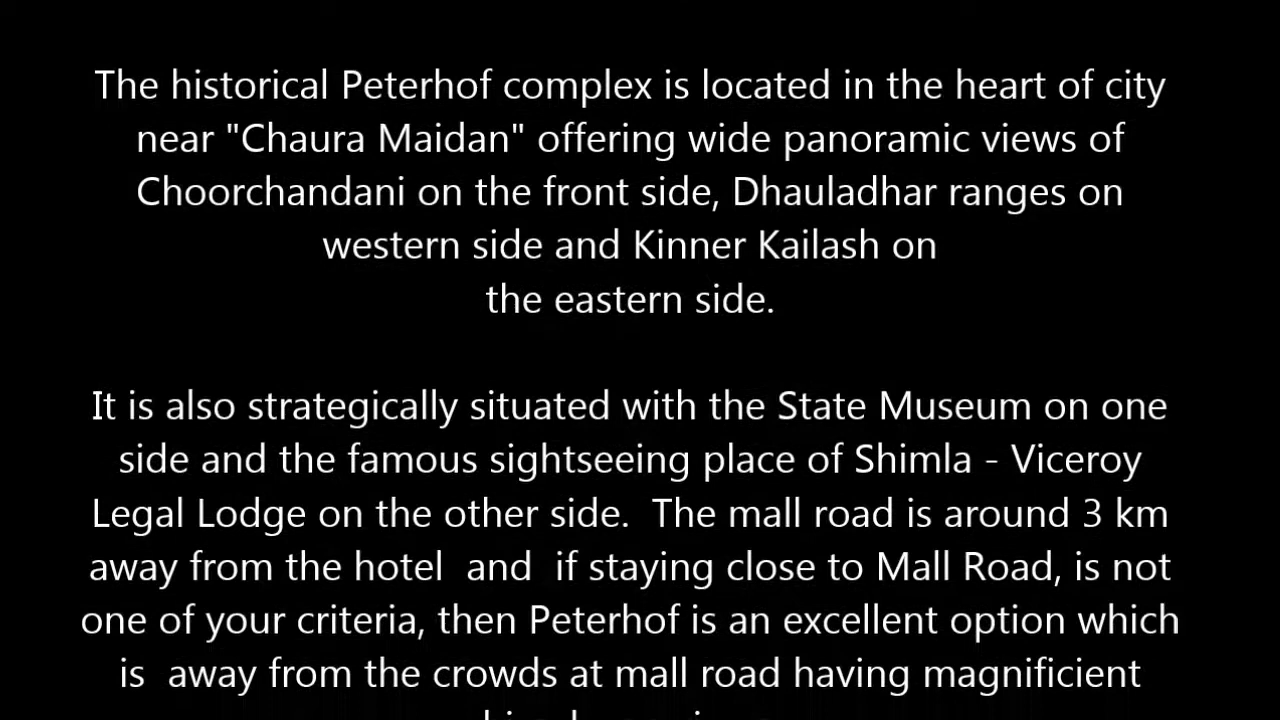 The historical Peterhof complex is located in the heart of city
near "Chaura Maidan" offering wide panoramic views of
Choorchandani on the front side, Dhauladhar ranges on
western side and Kinner Kailash on
the eastern side.
It is also strategically situated with the State Museum on one
side and the famous sightseeing place of Shimla - Viceroy
Legal Lodge on the other side.  The mall road is around 3 km
away from the hotel  and  if staying close to Mall Road, is not
one of your criteria, then Peterhof is an excellent option which
is  away from the crowds at mall road having magnificient